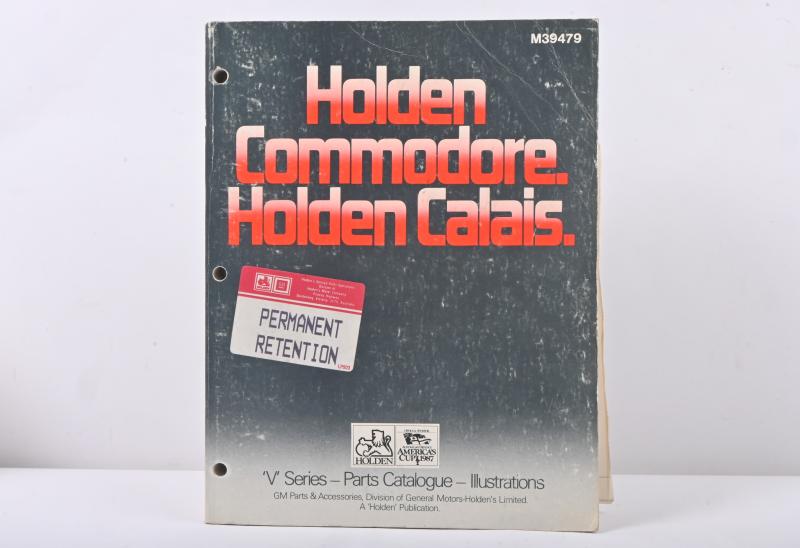 M39479
Holden
Commodore.
Holden Calais.
PERMANENT
RETENTION
HOLDEN
AMERICA'S
CUP 1987
'V' Series – Parts Catalogue – Illustrations
GM Parts & Accessories, Division of General Motors-Holden's Limited.
A 'Holden' Publication.